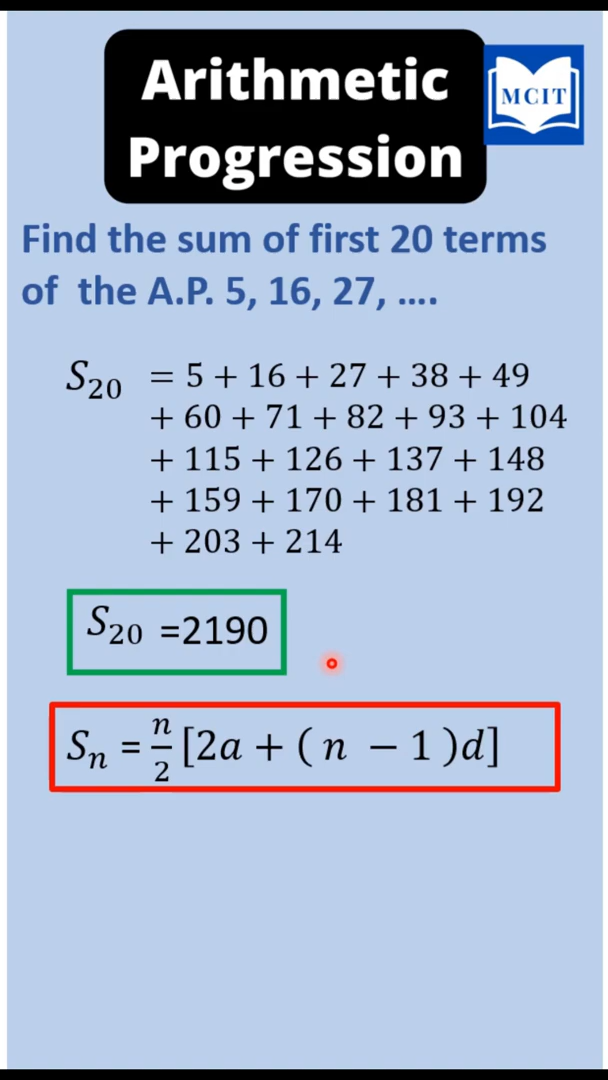 Arithmetic
Progression
MCIT
Find the sum of first 20 terms
of the A.P. 5, 16, 27, ....
S₂₀ = 5 + 16 + 27 + 38 + 49
+ 60 + 71 + 82 + 93 + 104
+ 115 + 126 + 137 + 148
+ 159 + 170 + 181 + 192
+ 203 + 214
S₂₀ =2190
Sₙ = n/2 [2a + ( n − 1 )d]